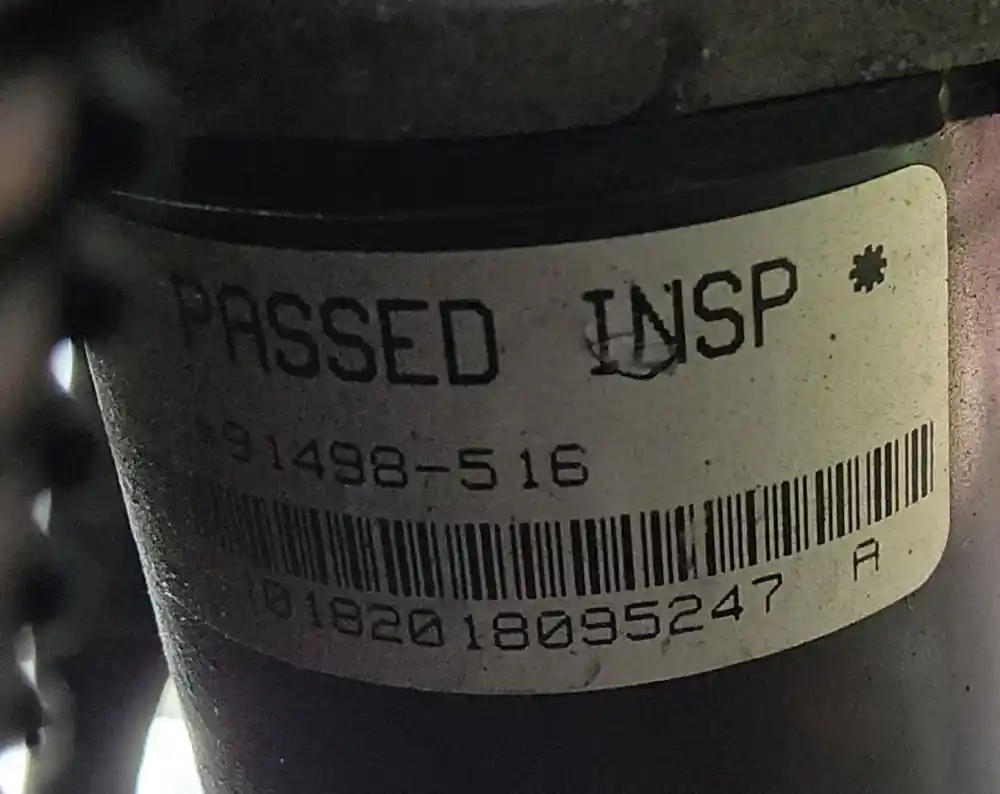 PASSED INSP *
*91498-516
10182018095247 A